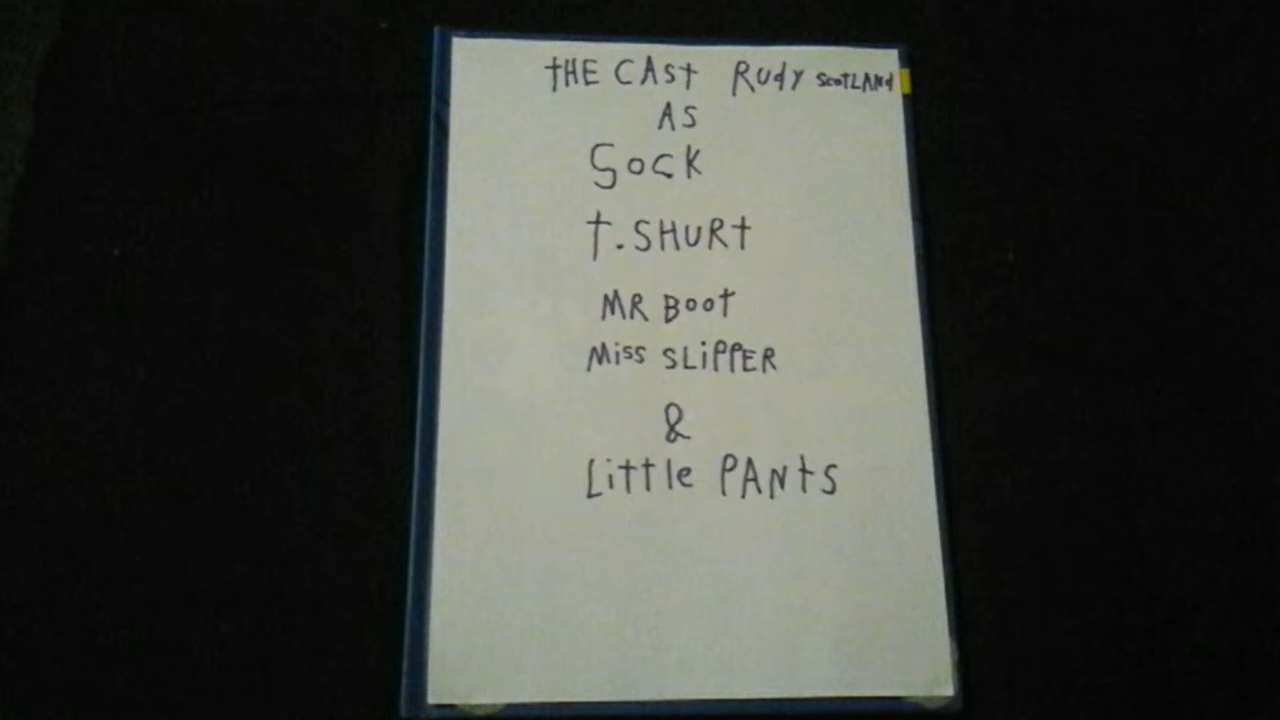 tHE CASt RudY SCOTLANd
AS
SOCK
t.SHURt
MR BOOt
MiSS SLiPPER
&
Little PANtS